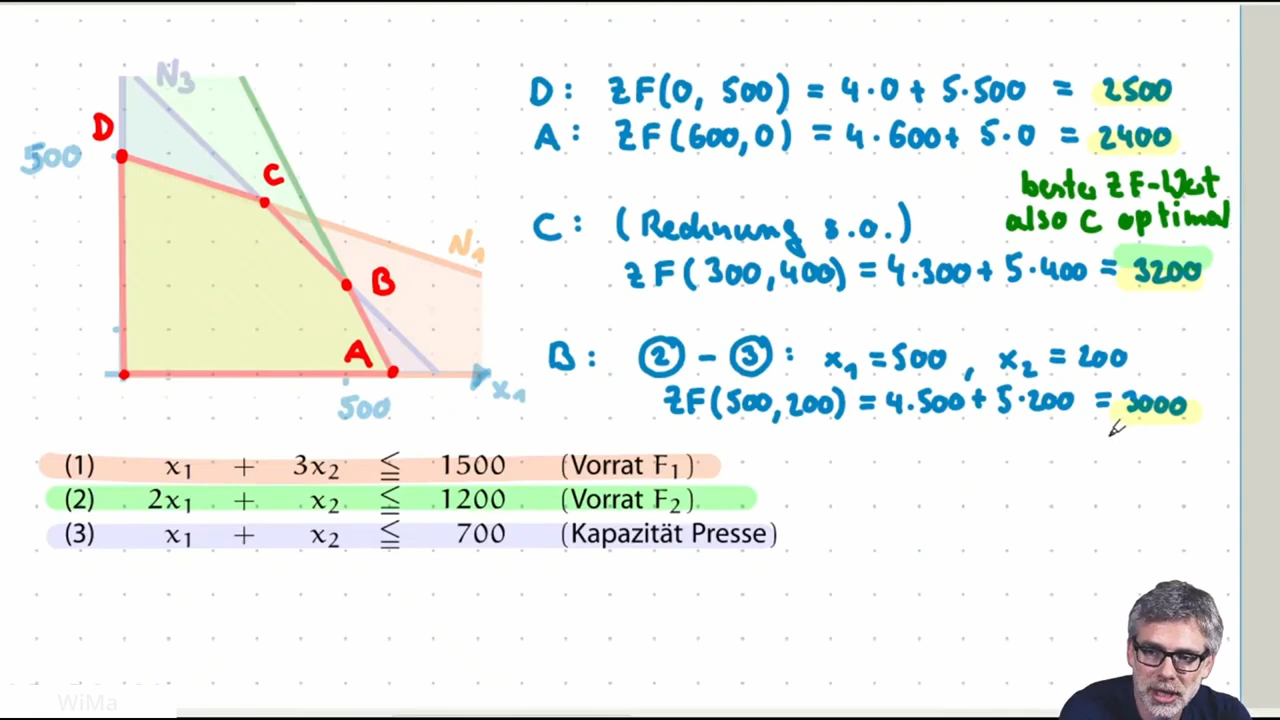 N3
D
500
C
N1
B
A
x1
500
D: ZF(0, 500) = 4·0 + 5·500 = 2500
A: ZF(600,0) = 4·600 + 5·0 = 2400
bester ZF-Wert
also C optimal
C: (Rechnung s.o.)
ZF(300,400) = 4·300 + 5·400 = 3200
B: ② - ③: x₁ = 500, x₂ = 200
ZF(500,200) = 4·500 + 5·200 = 3000
(1) x₁ + 3x₂ ≦ 1500 (Vorrat F₁)
(2) 2x₁ + x₂ ≦ 1200 (Vorrat F₂)
(3) x₁ + x₂ ≦ 700 (Kapazität Presse)
WiMa